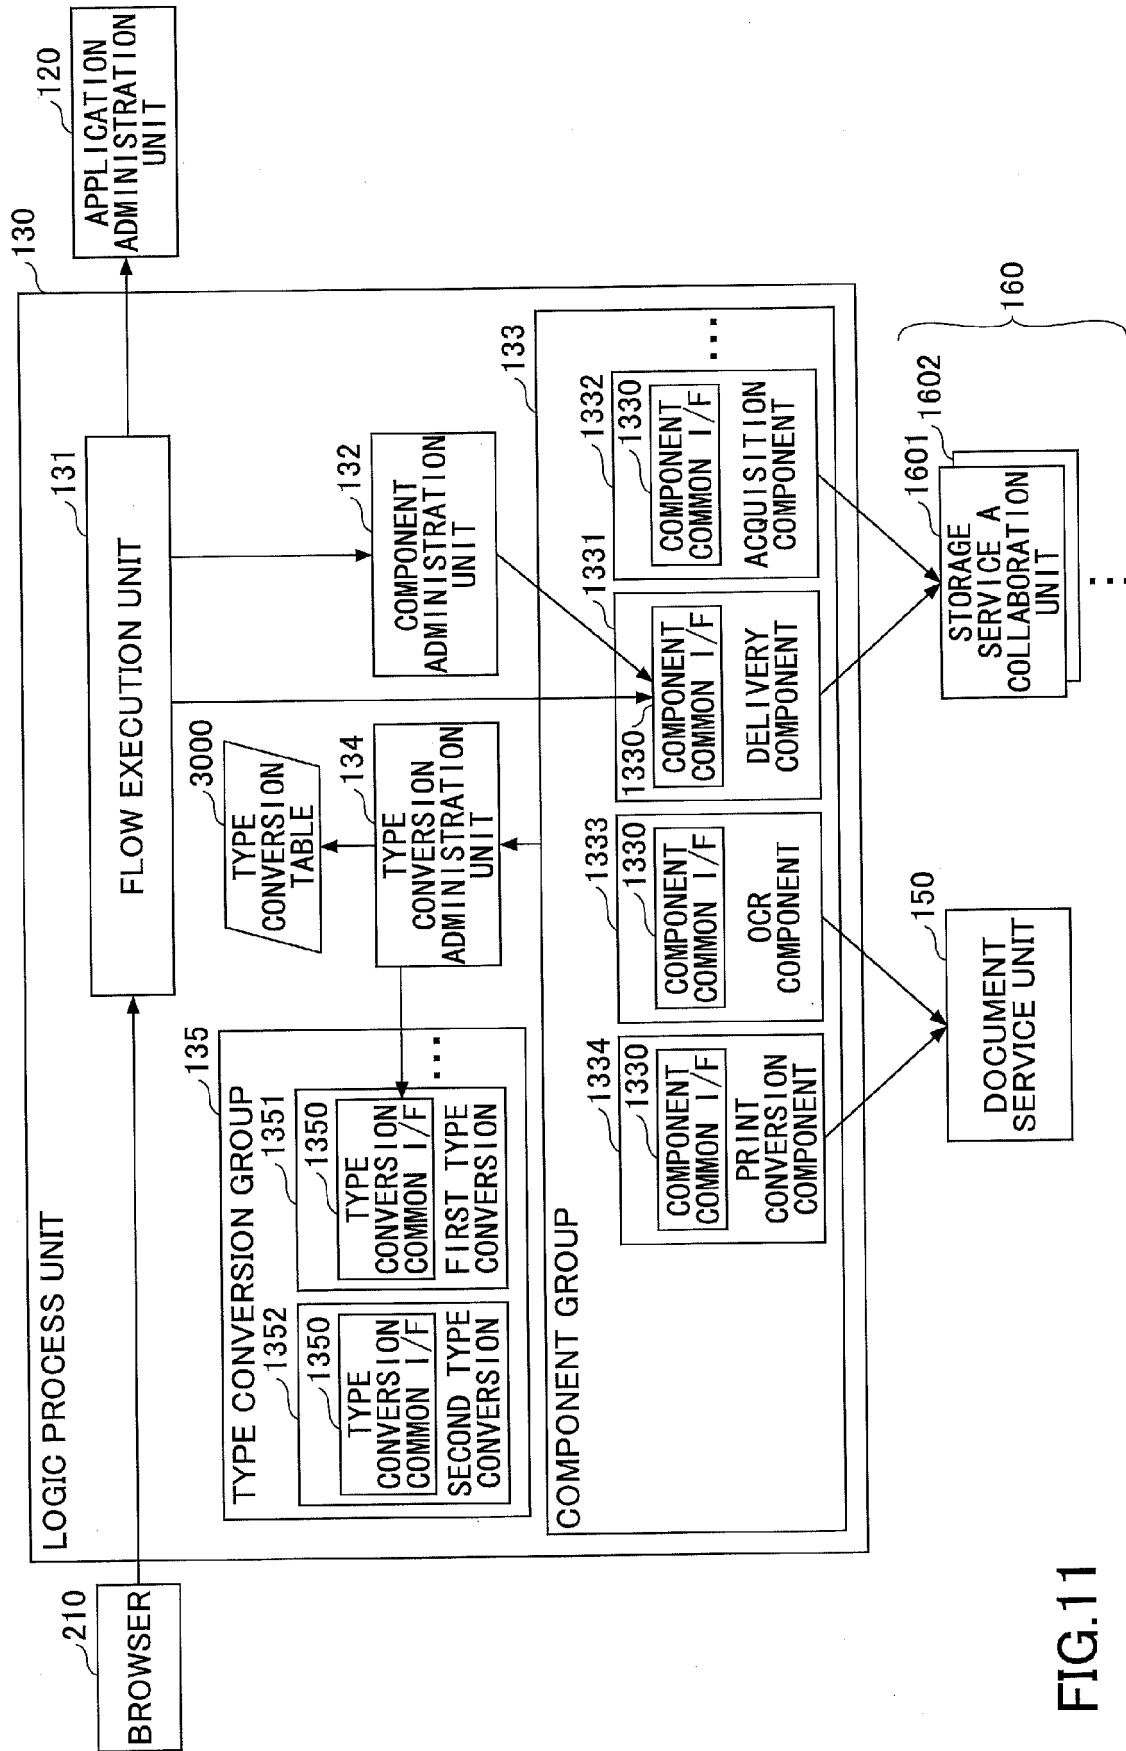 210
BROWSER
LOGIC PROCESS UNIT
130
120
APPLICATION
ADMINISTRATION
UNIT
131
FLOW EXECUTION UNIT
135
TYPE CONVERSION GROUP
1352
1350
TYPE
CONVERSION
COMMON I/F
SECOND TYPE
CONVERSION
1351
1350
TYPE
CONVERSION
COMMON I/F
FIRST TYPE
CONVERSION
...
3000
TYPE
CONVERSION
TABLE
134
TYPE
CONVERSION
ADMINISTRATION
UNIT
132
COMPONENT
ADMINISTRATION
UNIT
133
COMPONENT GROUP
1334
1330
COMPONENT
COMMON I/F
PRINT
CONVERSION
COMPONENT
1333
1330
COMPONENT
COMMON I/F
OCR
COMPONENT
1331
1330
COMPONENT
COMMON I/F
DELIVERY
COMPONENT
1332
1330
COMPONENT
COMMON I/F
ACQUISITION
COMPONENT
...
150
DOCUMENT
SERVICE UNIT
160
1601
1602
STORAGE
SERVICE A
COLLABORATION
UNIT
...
FIG.11